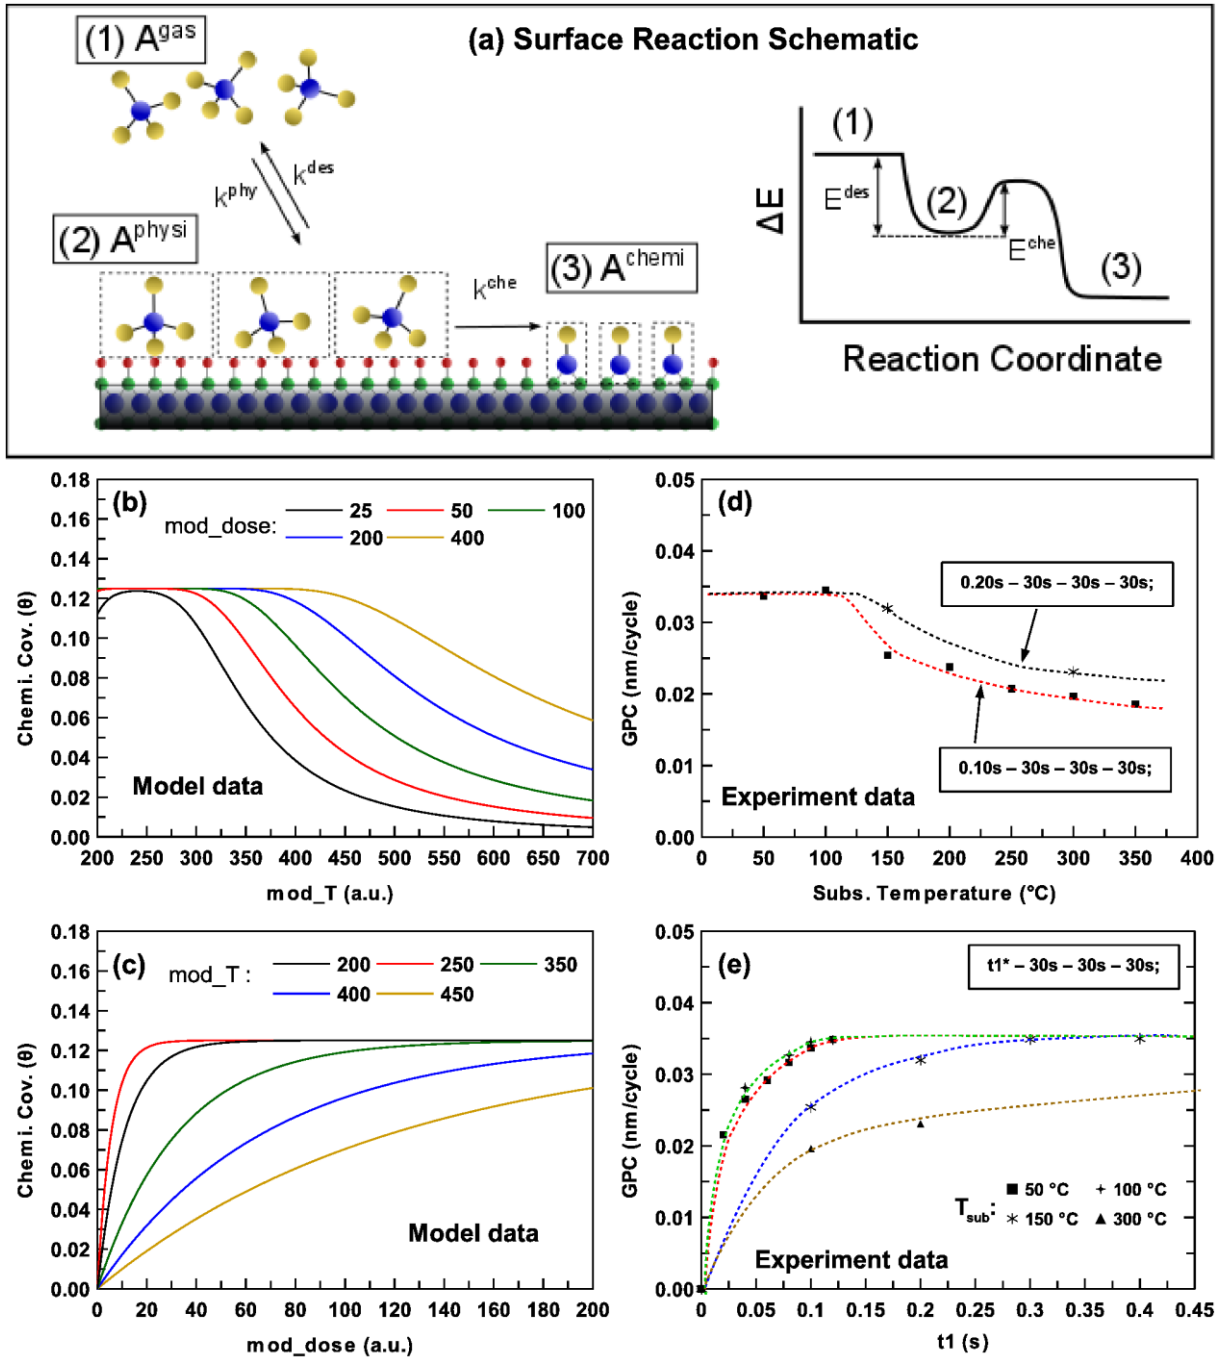 (a) Surface Reaction Schematic
(1) A^gas
k^des
k^phy
(2) A^physi
k^che
(3) A^chemi
ΔE
(1)
E^des
(2)
E^che
(3)
Reaction Coordinate
(b)
mod_dose:
25
50
100
200
400
Model data
Chemi. Cov. (θ)
0.18
0.16
0.14
0.12
0.10
0.08
0.06
0.04
0.02
0.00
200 250 300 350 400 450 500 550 600 650 700
mod_T (a.u.)
(d)
0.20s – 30s – 30s – 30s;
0.10s – 30s – 30s – 30s;
Experiment data
GPC (nm/cycle)
0.05
0.04
0.03
0.02
0.01
0.00
0 50 100 150 200 250 300 350 400
Subs. Temperature (°C)
(c)
mod_T :
200
250
350
400
450
Model data
Chemi. Cov. (θ)
0.18
0.16
0.14
0.12
0.10
0.08
0.06
0.04
0.02
0.00
0 20 40 60 80 100 120 140 160 180 200
mod_dose (a.u.)
(e)
t1* – 30s – 30s – 30s;
T_sub:
50 °C
100 °C
150 °C
300 °C
Experiment data
GPC (nm/cycle)
0.05
0.04
0.03
0.02
0.01
0.00
0 0.05 0.1 0.15 0.2 0.25 0.3 0.35 0.4 0.45
t1 (s)